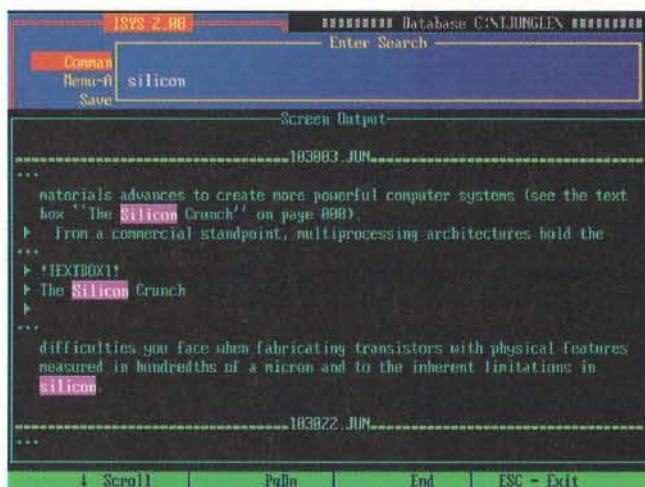 ISYS 2.08
Database C:\IJUNGLE\
Enter Search
Comman
Menu-A silicon
Save
Screen Output
103003.JUN
...
materials advances to create more powerful computer systems (see the text
box ''The Silicon Crunch'' on page 000).
From a commercial standpoint, multiprocessing architectures hold the
...
!TEXTBOX1!
The Silicon Crunch
...
difficulties you face when fabricating transistors with physical features
measured in hundredths of a micron and to the inherent limitations in
silicon.
103022.JUN
...
↓ Scroll PgDn End ESC - Exit